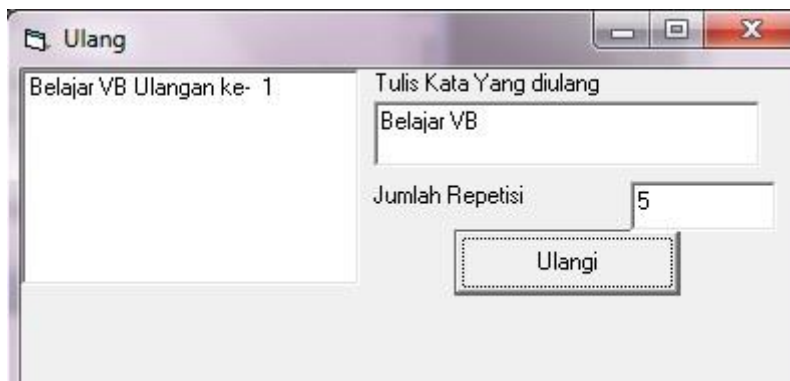 Ulang
Belajar VB Ulangan ke-  1
Tulis Kata Yang diulang
Belajar VB
Jumlah Repetisi
5
Ulangi